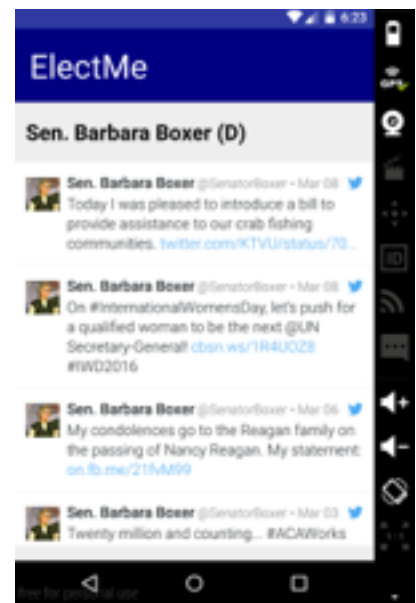 6:23
ElectMe
GPS
Sen. Barbara Boxer (D)
Sen. Barbara Boxer @SenatorBoxer • Mar 08
Today I was pleased to introduce a bill to
provide assistance to our crab fishing
communities. twitter.com/KTVU/status/70...
ID
Sen. Barbara Boxer @SenatorBoxer • Mar 08
On #InternationalWomensDay, let's push for
a qualified woman to be the next @UN
Secretary-General! cbsn.ws/1R4UOZ8
#IWD2016
Sen. Barbara Boxer @SenatorBoxer • Mar 06
My condolences go to the Reagan family on
the passing of Nancy Reagan. My statement:
on.fb.me/21fvM99
Sen. Barbara Boxer @SenatorBoxer • Mar 03
Twenty million and counting... #ACAWorks
1:1
free for personal use